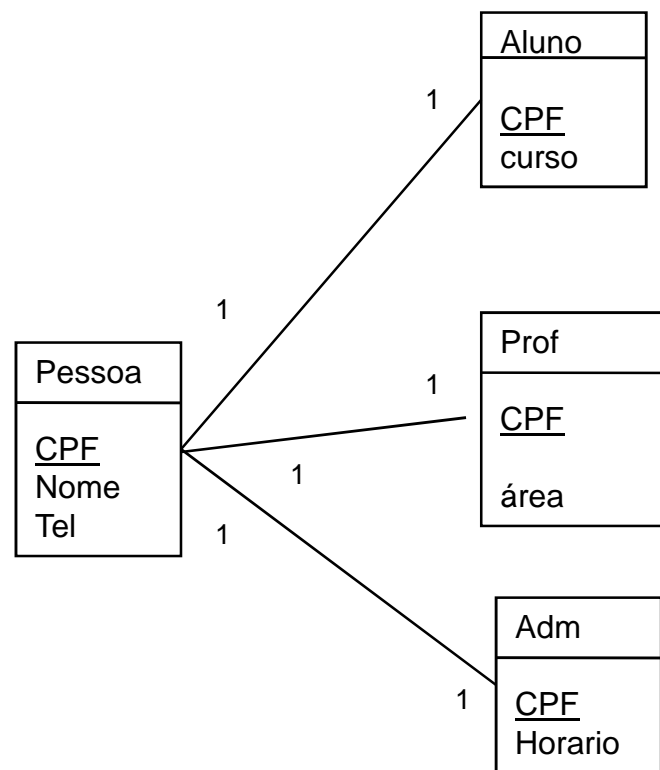 Pessoa
CPF
Nome
Tel
1
1
1
1
1
1
Aluno
CPF
curso
Prof
CPF
área
Adm
CPF
Horario